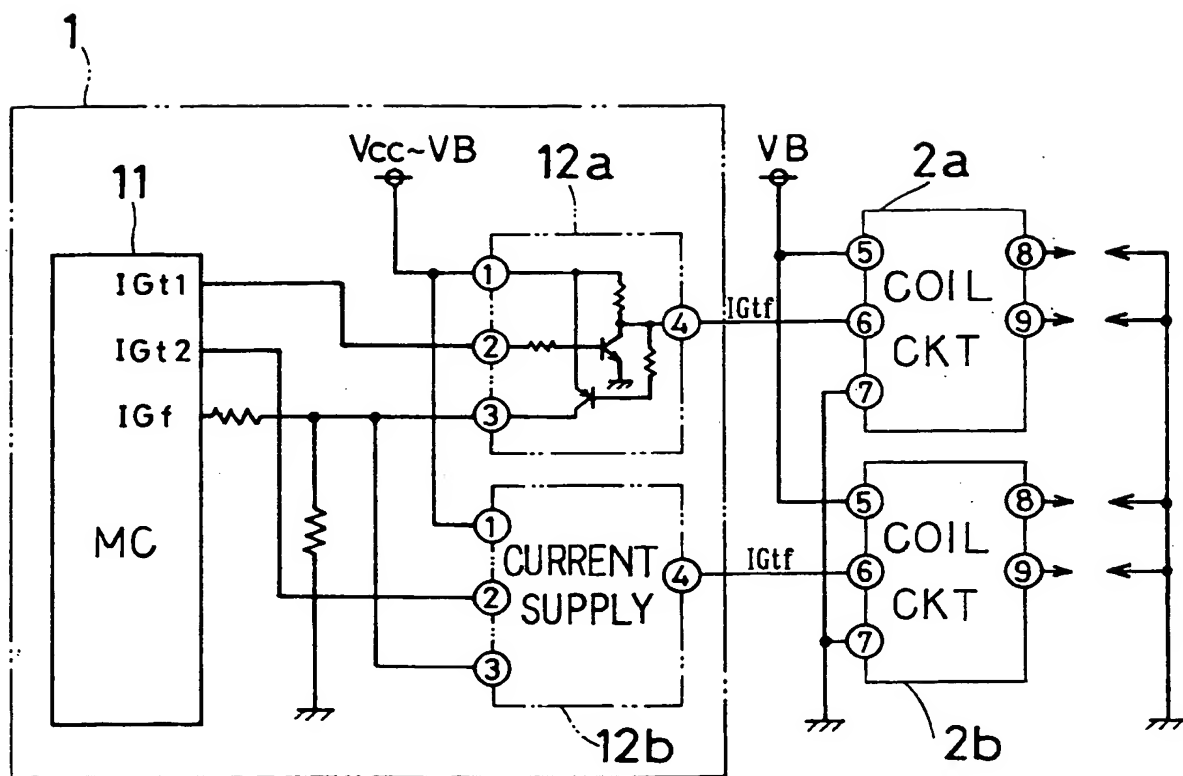 1
Vcc~VB
12a
VB
2a
11
IGt1
IGt2
IGf
MC
1
2
3
4
IGtf
5
6
7
8
9
COIL
CKT
1
2
3
4
CURRENT
SUPPLY
IGtf
5
6
7
8
9
COIL
CKT
12b
2b